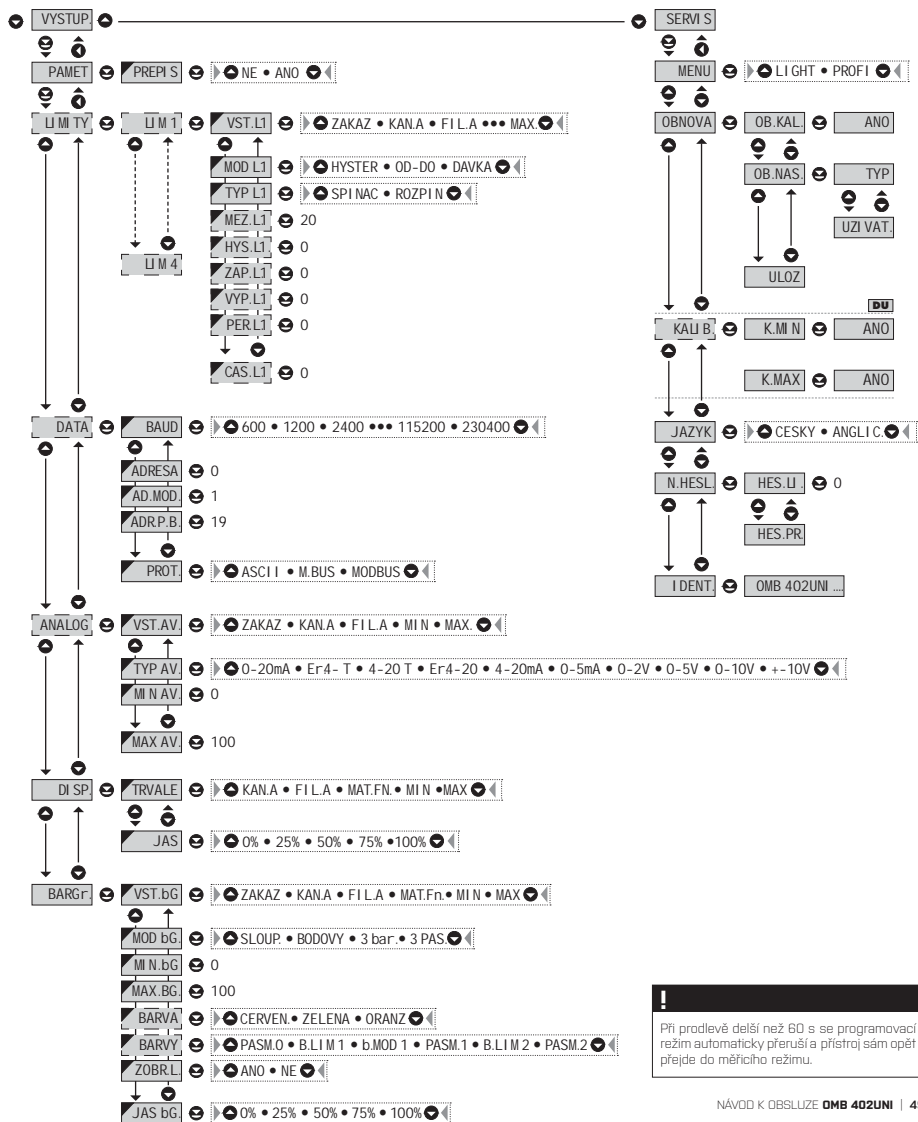 VYSTUP.
PAMET PREPIS NE • ANO
LIMITY LIM 1 VST.L1 ZAKAZ • KAN.A • FIL.A ••• MAX.
MOD L1 HYSTER • OD-DO • DAVKA
TYP L1 SPINAC • ROZPIN
MEZ.L1 20
HYS.L1 0
LIM 4
ZAP.L1 0
VYP.L1 0
PER.L1 0
CAS.L1 0
DATA BAUD 600 • 1200 • 2400 ••• 115200 • 230400
ADRESA 0
AD.MOD. 1
ADR.P.B. 19
PROT. ASCII • M.BUS • MODBUS
ANALOG VST.AV. ZAKAZ • KAN.A • FIL.A • MIN • MAX.
TYP AV. 0-20mA • Er4- T • 4-20 T • Er4-20 • 4-20mA • 0-5mA • 0-2V • 0-5V • 0-10V • +-10V
MIN AV. 0
MAX AV. 100
DISP. TRVALE KAN.A • FIL.A • MAT.FN. • MIN •MAX
JAS 0% • 25% • 50% • 75% •100%
BARGr. VST.bG ZAKAZ • KAN.A • FIL.A • MAT.Fn.• MIN • MAX
MOD bG. SLOUP. • BODOVY • 3 bar.• 3 PAS.
MIN.bG 0
MAX.BG. 100
BARVA CERVEN. • ZELENA • ORANZ
BARVY PASM.0 • B.LIM 1 • b.MOD 1 • PASM.1 • B.LIM 2 • PASM.2
ZOBR.L. ANO • NE
JAS bG. 0% • 25% • 50% • 75% • 100%
SERVIS
MENU LIGHT • PROFI
OBNOVA OB.KAL. ANO
OB.NAS. TYP
UZIVAT.
ULOZ
DU
KALIB. K.MIN ANO
K.MAX ANO
JAZYK CESKY • ANGLIC.
N.HESL. HES.LI. 0
HES.PR.
IDENT. OMB 402UNI ....
!
Při prodlevě delší než 60 s se programovací
režim automaticky přeruší a přístroj sám opět
přejde do měřicího režimu.
NÁVOD K OBSLUZE OMB 402UNI |